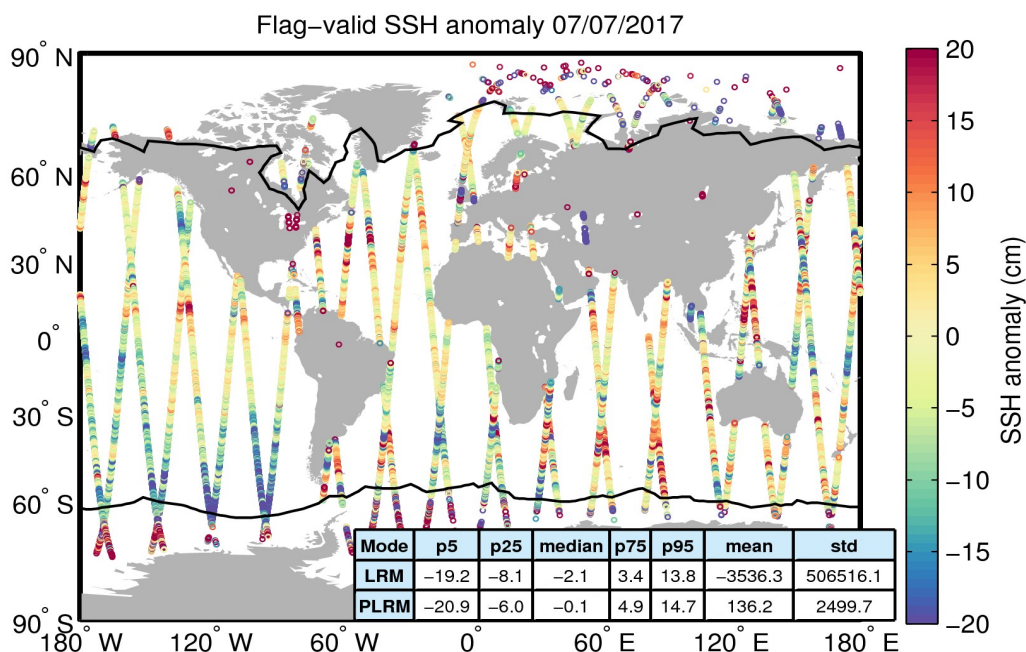 Flag−valid SSH anomaly 07/07/2017
90° N
60° N
30° N
0°
30° S
60° S
90° S
180° W
120° W
60° W
0°
60° E
120° E
180° E
20
15
10
5
0
−5
−10
−15
−20
SSH anomaly (cm)
Mode p5 p25 median p75 p95 mean std
LRM −19.2 −8.1 −2.1 3.4 13.8 −3536.3 506516.1
PLRM −20.9 −6.0 −0.1 4.9 14.7 136.2 2499.7